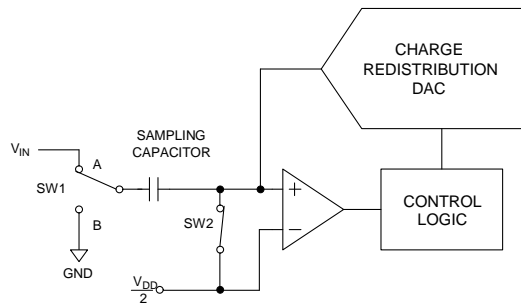 CHARGE
REDISTRIBUTION
DAC
SAMPLING
CAPACITOR
VIN
A
SW1
B
SW2
+
−
CONTROL
LOGIC
GND
VDD
2